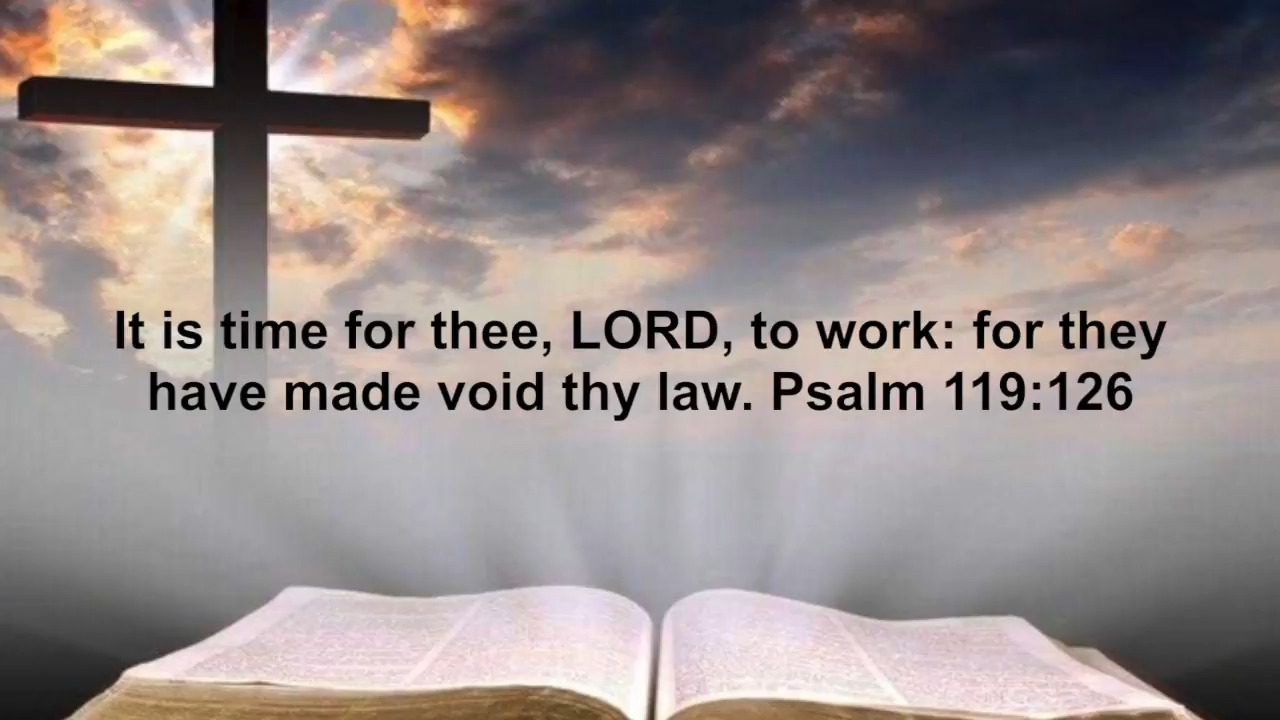 It is time for thee, LORD, to work: for they
have made void thy law. Psalm 119:126